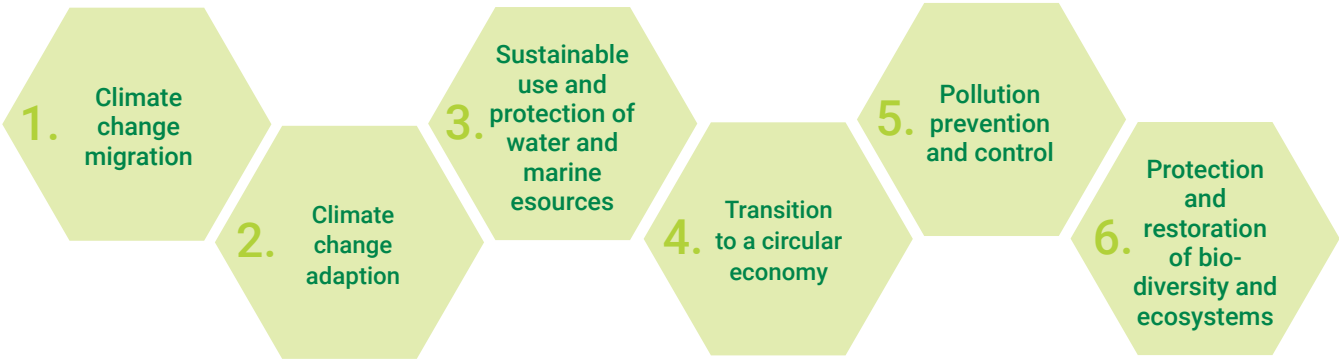 1.
Climate
change
migration
2.
Climate
change
adaption
3.
Sustainable
use and
protection of
water and
marine
esources
4.
Transition
to a circular
economy
5.
Pollution
prevention
and control
6.
Protection
and
restoration
of bio-
diversity and
ecosystems